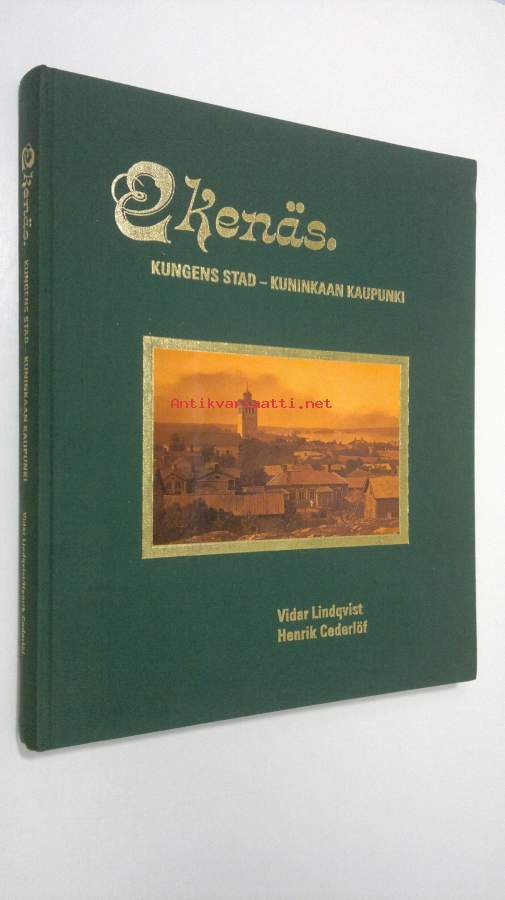 Ekenäs.
KUNGENS STAD – KUNINKAAN KAUPUNKI
Antikvariaatti.net
Vidar Lindqvist
Henrik Cederlöf
Ekenäs. KUNGENS STAD KUNINKAAN KAUPUNKI Vidar Lindqvist/Henrik Cederlöf